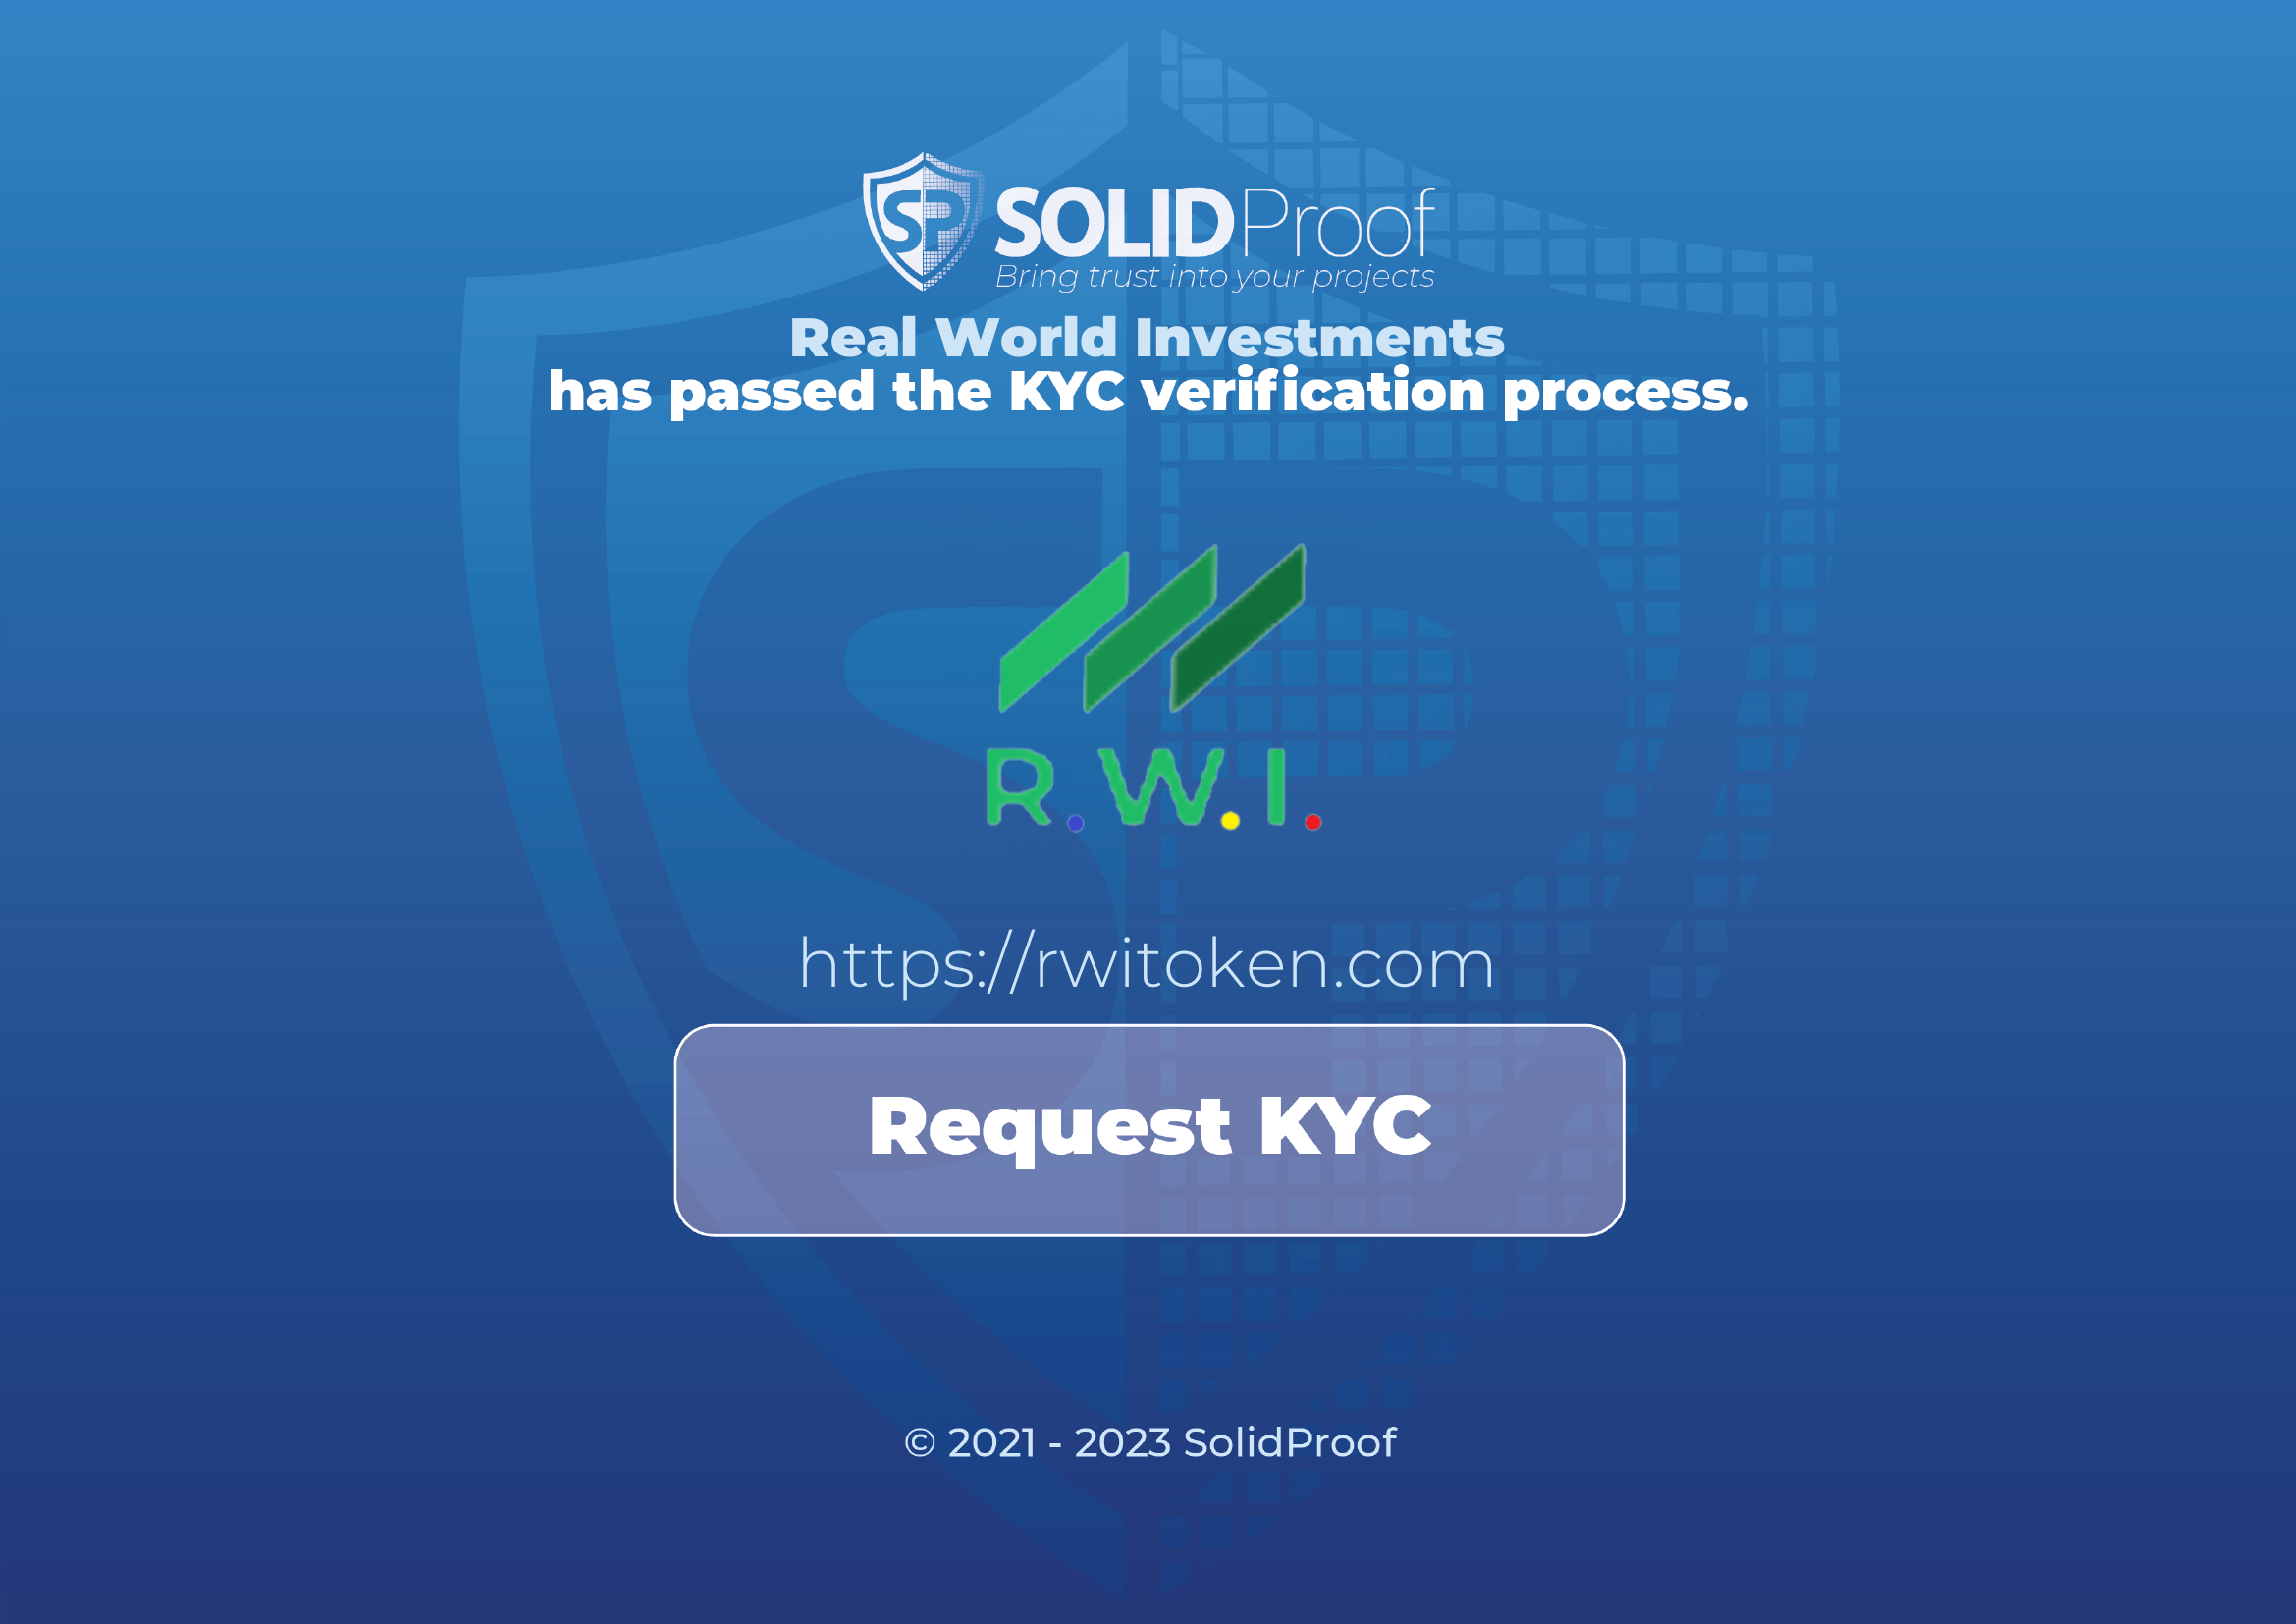 SP SOLIDProof
Bring trust into your projects
Real World Investments
has passed the KYC verification process.
R.W.I.
https://rwitoken.com
Request KYC
© 2021 - 2023 SolidProof